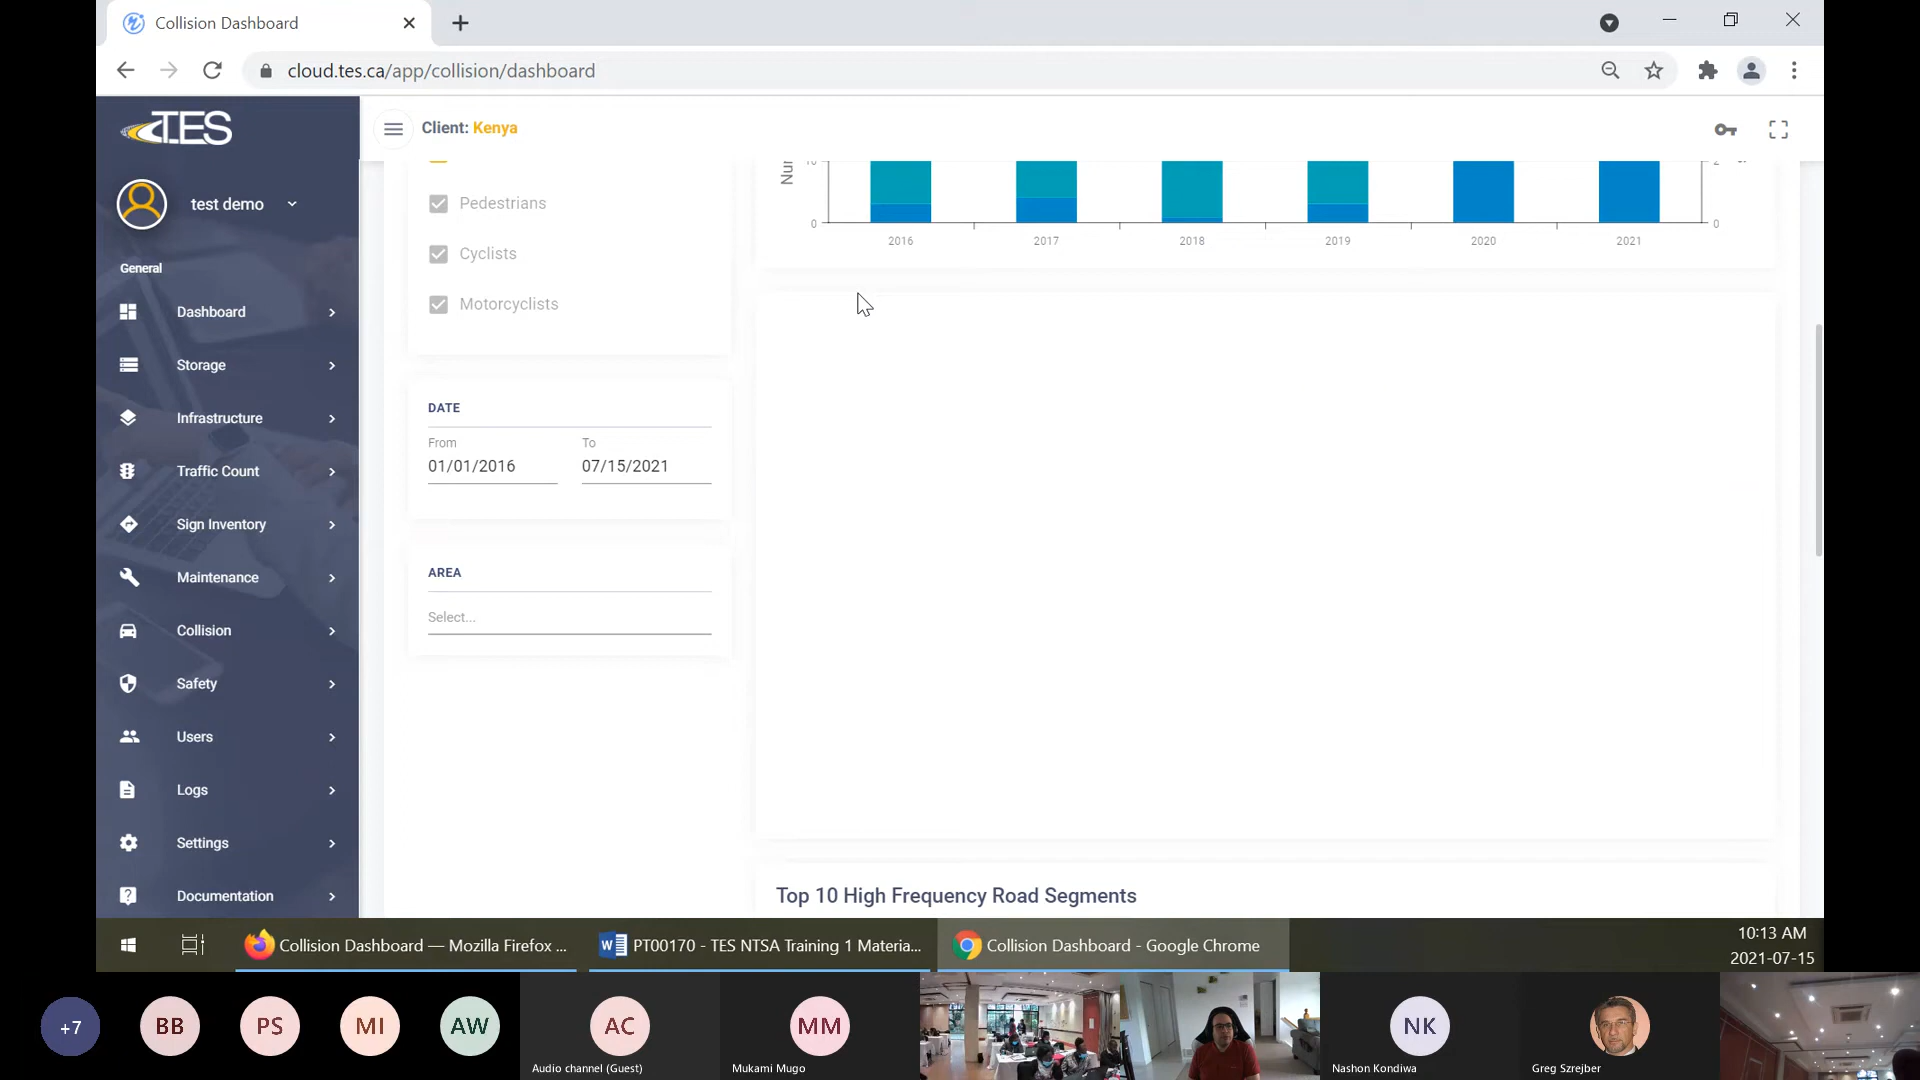 Collision Dashboard
cloud.tes.ca/app/collision/dashboard
TES
Client: Kenya
test demo
General
Dashboard
Storage
Infrastructure
Traffic Count
Sign Inventory
Maintenance
Collision
Safety
Users
Logs
Settings
Documentation
Pedestrians
Cyclists
Motorcyclists
DATE
From To
01/01/2016 07/15/2021
AREA
Select...
10
0
2016 2017 2018 2019 2020 2021
2
0
Top 10 High Frequency Road Segments
Collision Dashboard — Mozilla Firefox ...
PT00170 - TES NTSA Training 1 Materia...
Collision Dashboard - Google Chrome
10:13 AM
2021-07-15
+7
BB
PS
MI
AW
AC
Audio channel (Guest)
MM
Mukami Mugo
NK
Nashon Kondiwa
Greg Szrejber